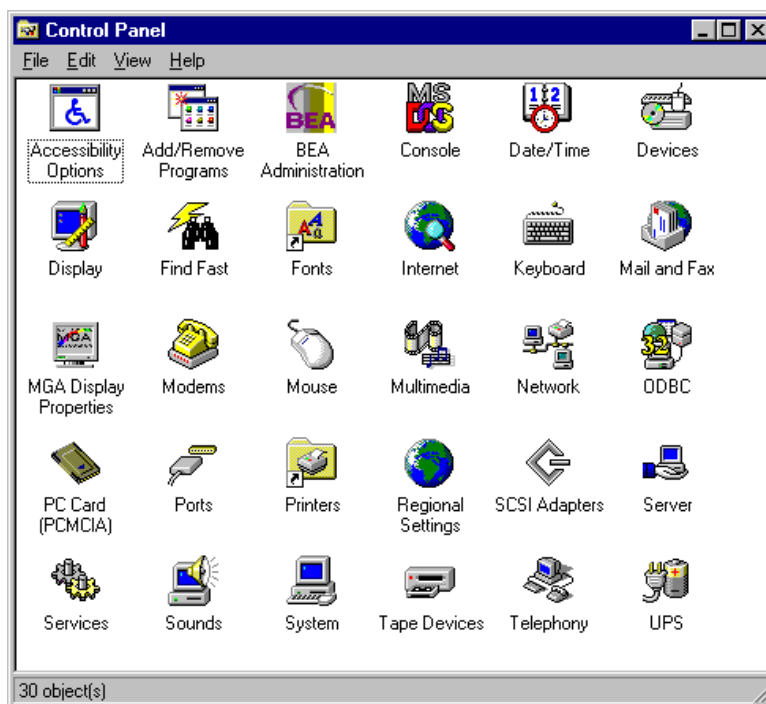 Control Panel
File Edit View Help
1 2
MS
DOS
BEA
Accessibility Options
Add/Remove Programs
BEA Administration
Console
Date/Time
Devices
Display
Find Fast
Fonts
Internet
Keyboard
Mail and Fax
MGA
32
MGA Display Properties
Modems
Mouse
Multimedia
Network
ODBC
PC Card (PCMCIA)
Ports
Printers
Regional Settings
SCSI Adapters
Server
Services
Sounds
System
Tape Devices
Telephony
UPS
30 object(s)